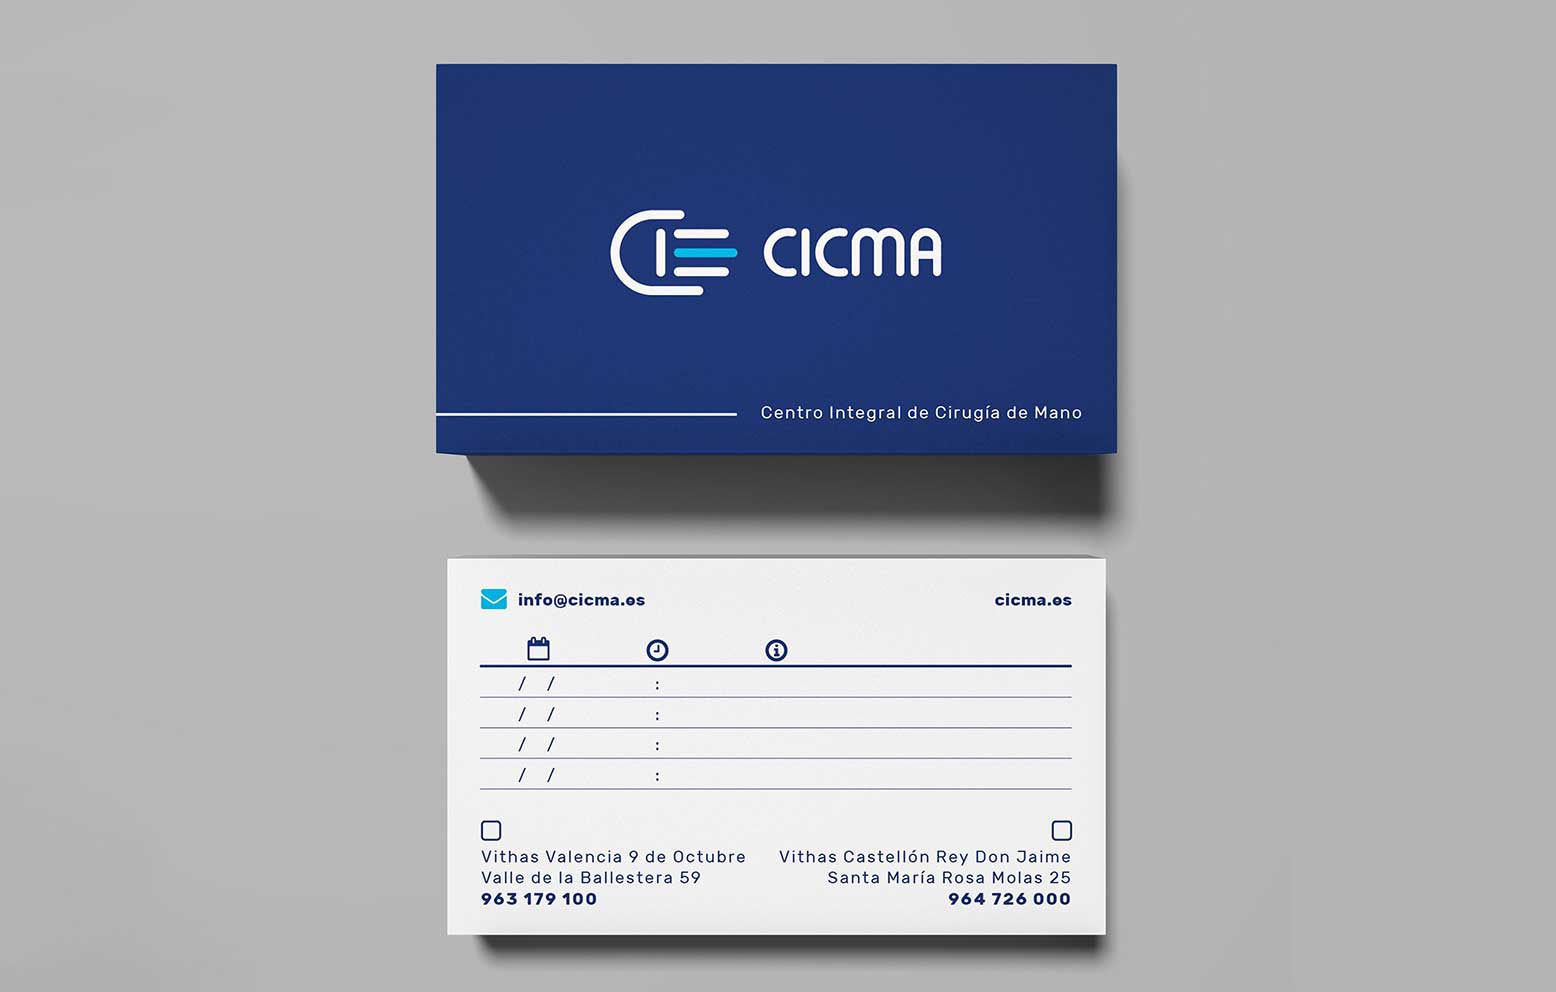 CICMA
Centro Integral de Cirugía de Mano
info@cicma.es
cicma.es
/ / :
/ / :
/ / :
/ / :
Vithas Valencia 9 de Octubre
Valle de la Ballestera 59
963 179 100
Vithas Castellón Rey Don Jaime
Santa María Rosa Molas 25
964 726 000